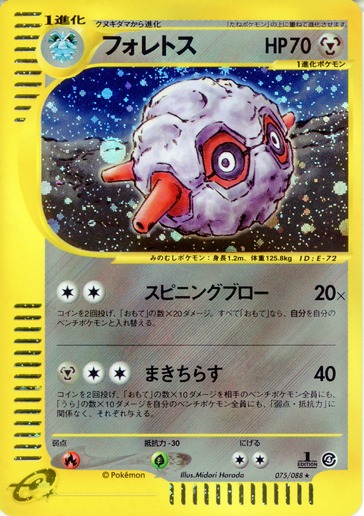 1進化
クヌギダマから進化
「たねポケモン」の上に重ねて進化させます。
フォレトス HP70
1進化ポケモン
みのむしポケモン：身長1.2m、体重125.8kg ID:E-72
スピニングブロー 20×
コインを2回投げ、「おもて」の数×20ダメージ。すべて「おもて」なら、自分を自分の
ベンチポケモンと入れ替える。
まきちらす 40
コインを2回投げ、「おもて」の数×10ダメージを相手のベンチポケモン全員にも、
「うら」の数×10ダメージを自分のベンチポケモン全員にも、「弱点・抵抗力」に
関係なく、それぞれ与える。
弱点 抵抗力 -30 にげる
1
EDITION
©Pokémon Illus.Midori Harada 075/088★
e